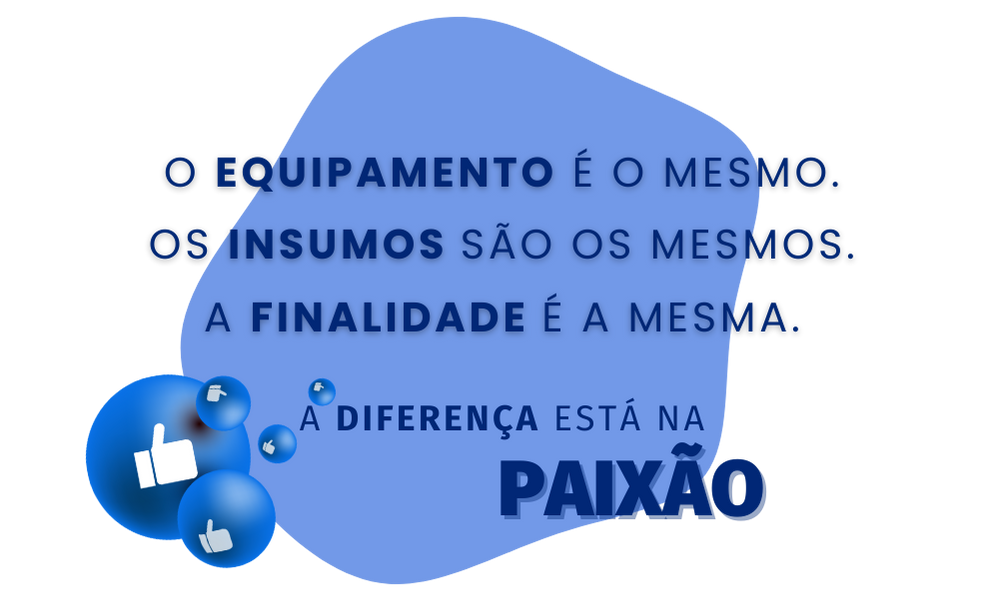 O EQUIPAMENTO É O MESMO.
OS INSUMOS SÃO OS MESMOS.
A FINALIDADE É A MESMA.
A DIFERENÇA ESTÁ NA
PAIXÃO